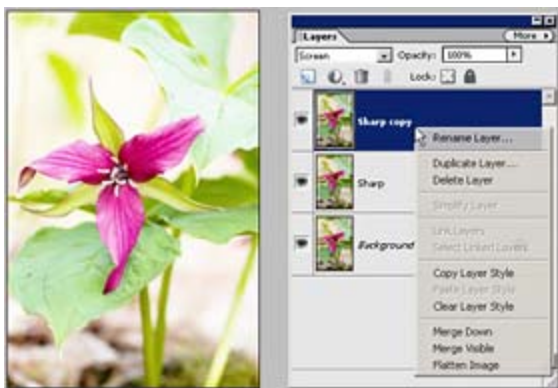 Layers
More
Screen
Opacity: 100%
Lock:
Sharp copy
Sharp
Background
Rename Layer...
Duplicate Layer...
Delete Layer
Simplify Layer
Link Layers
Select Linked Layers
Copy Layer Style
Paste Layer Style
Clear Layer Style
Merge Down
Merge Visible
Flatten Image